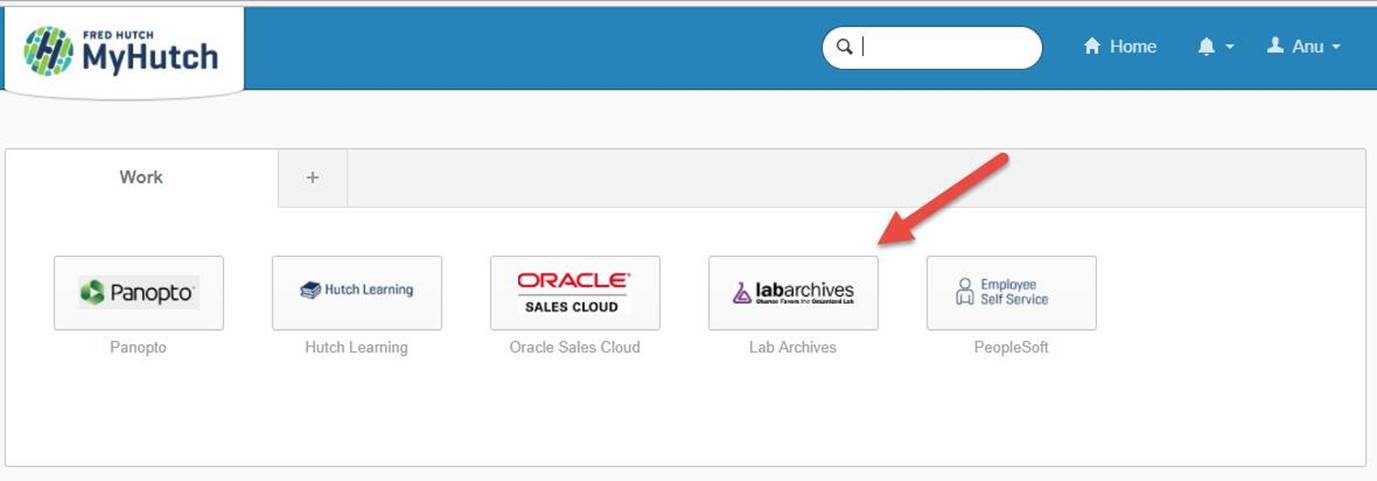 FRED HUTCH
MyHutch
Home
Anu
Work
+
Panopto
Hutch Learning
ORACLE
SALES CLOUD
labarchives
Chance Favors the Organized Lab
Employee
Self Service
Panopto
Hutch Learning
Oracle Sales Cloud
Lab Archives
PeopleSoft